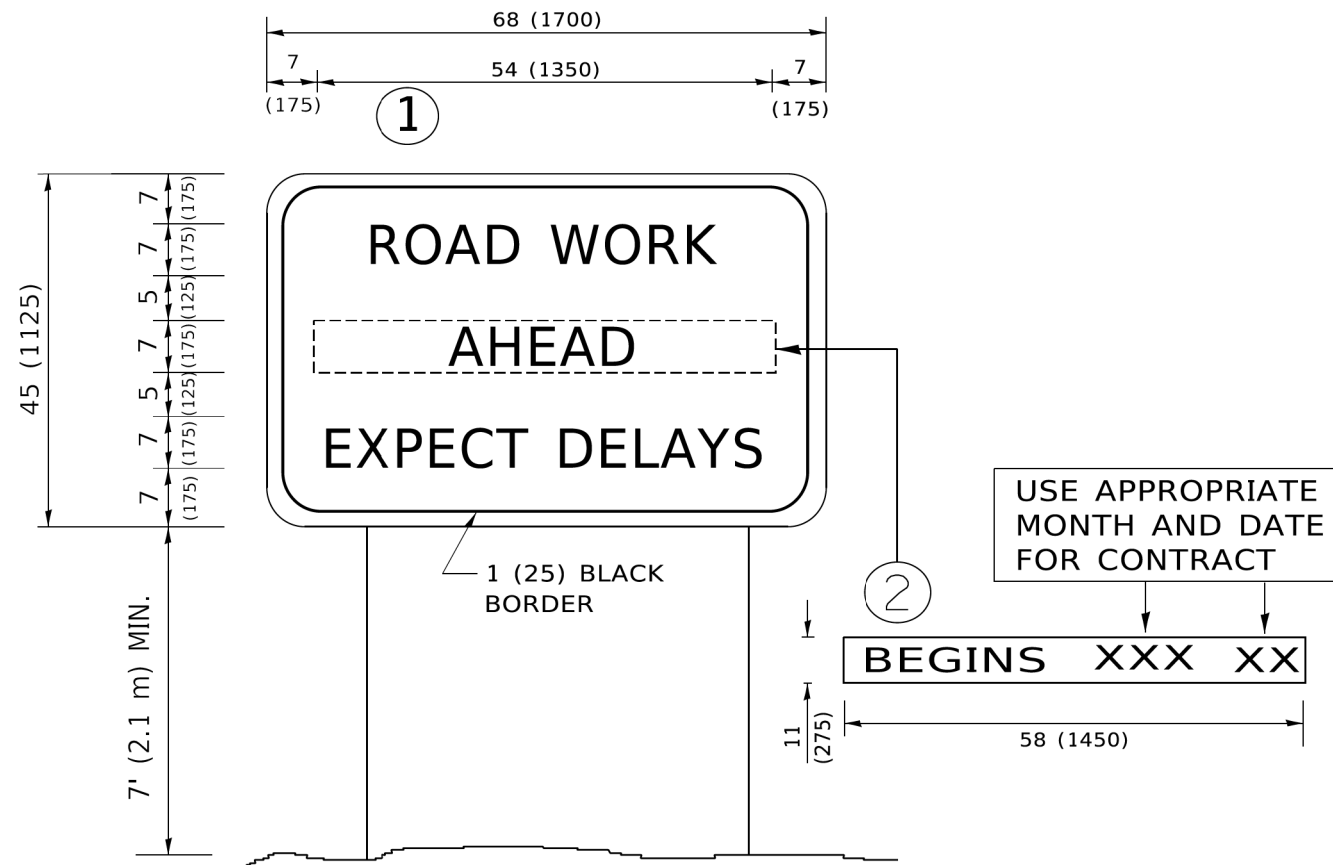 68 (1700)
7
54 (1350)
7
(175)
(175)
1
45 (1125)
7 (175)
7 (175)
5 (125)
7 (175)
5 (125)
7 (175)
7 (175)
ROAD WORK
AHEAD
EXPECT DELAYS
1 (25) BLACK
BORDER
7' (2.1 m) MIN.
USE APPROPRIATE
MONTH AND DATE
FOR CONTRACT
2
BEGINS XXX XX
11
(275)
58 (1450)